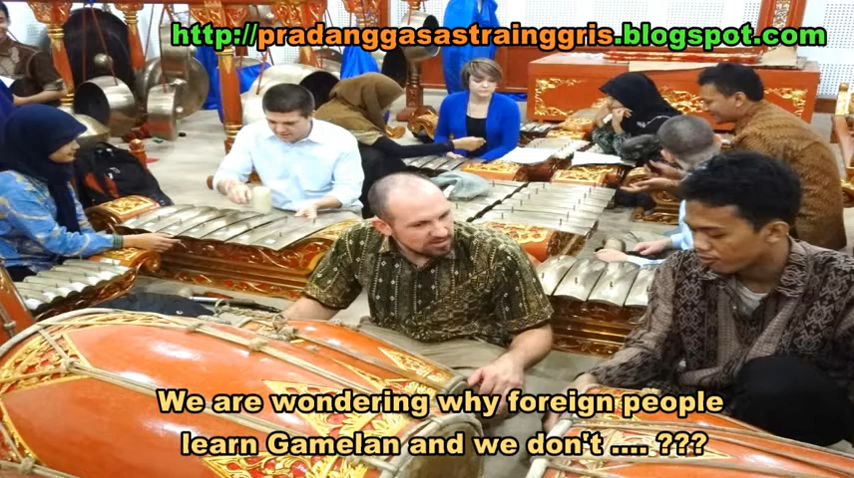 http://pradanggasastrainggris.blogspot.com
We are wondering why foreign people
learn Gamelan and we don't .... ???